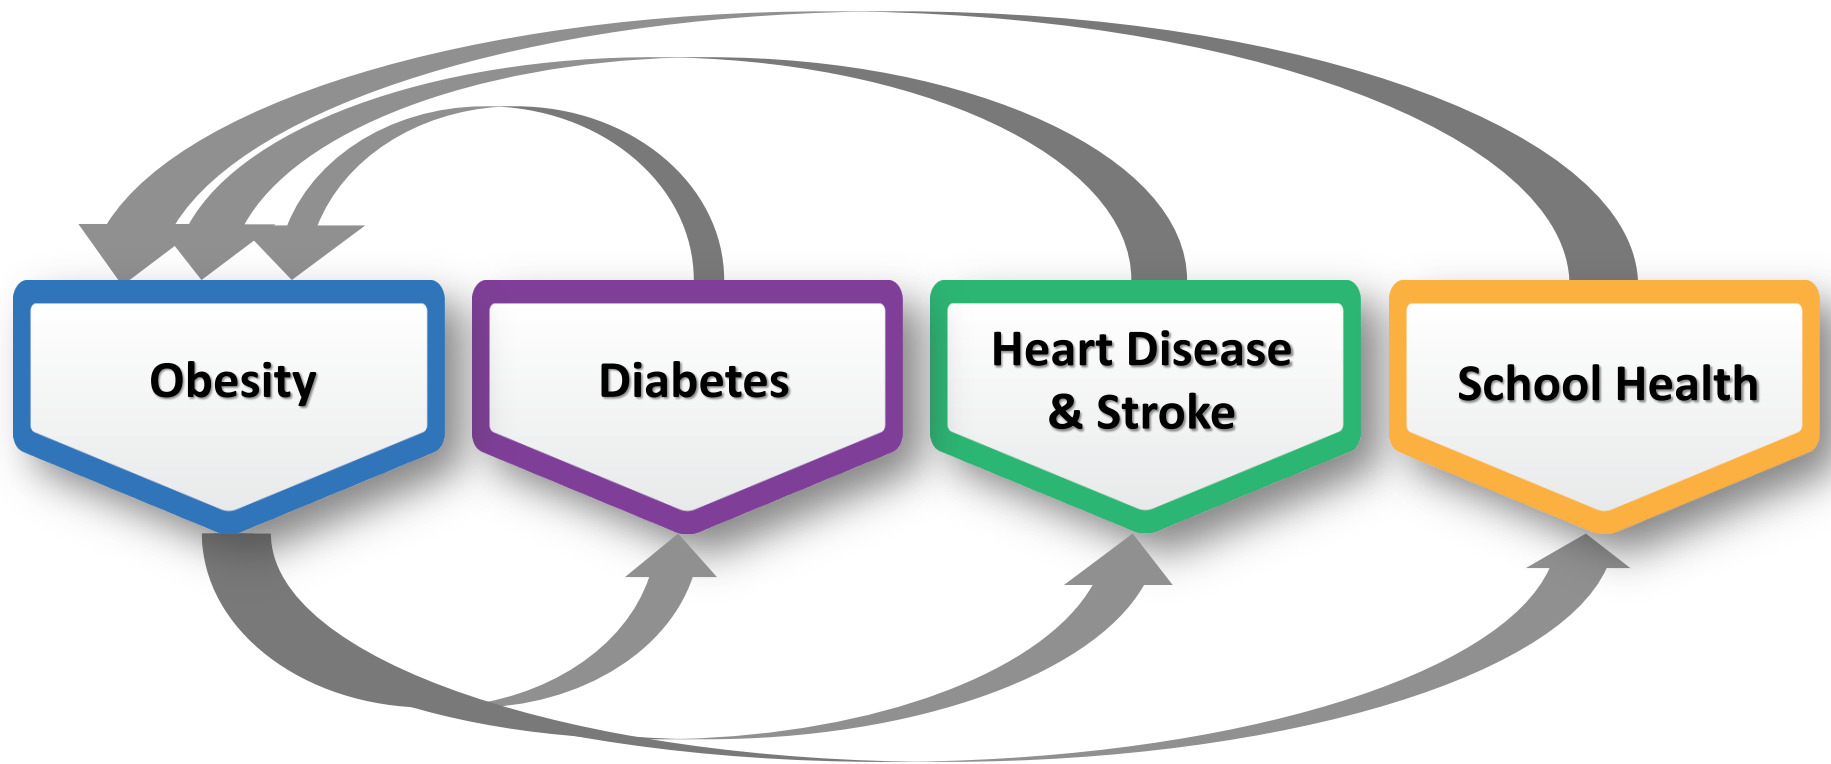 Obesity
Diabetes
Heart Disease
& Stroke
School Health